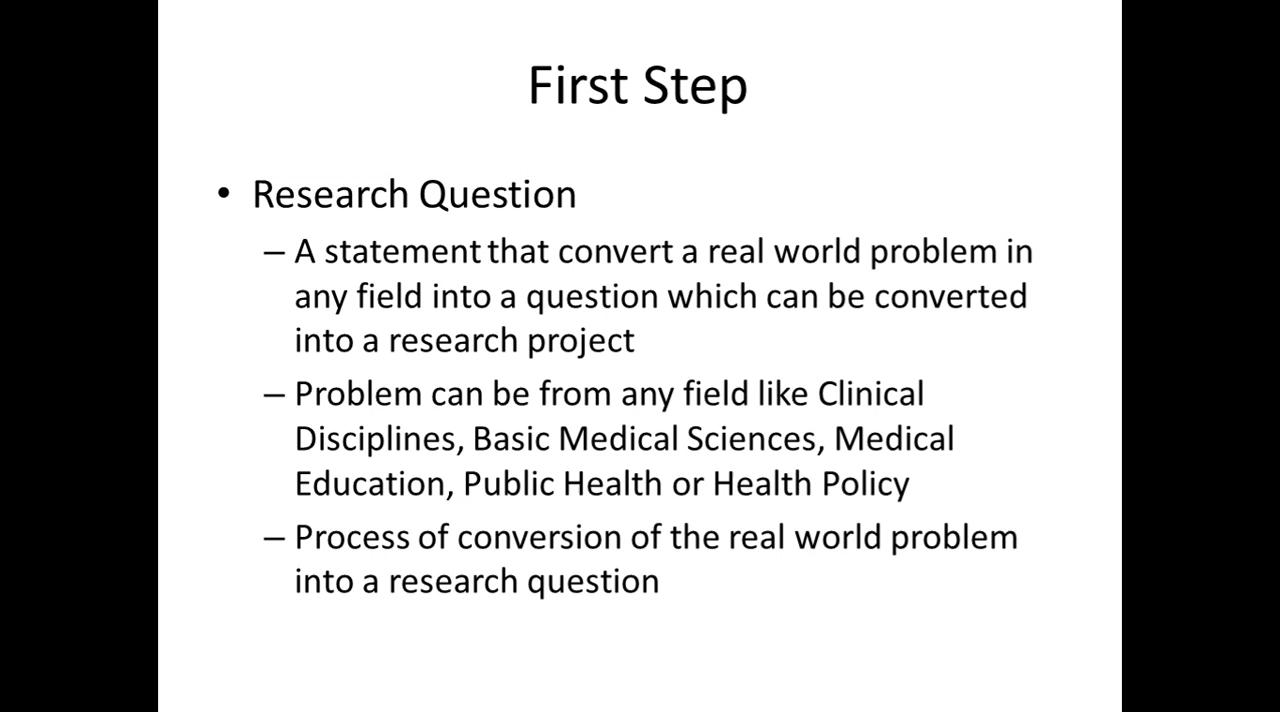 First Step
• Research Question
– A statement that convert a real world problem in
any field into a question which can be converted
into a research project
– Problem can be from any field like Clinical
Disciplines, Basic Medical Sciences, Medical
Education, Public Health or Health Policy
– Process of conversion of the real world problem
into a research question